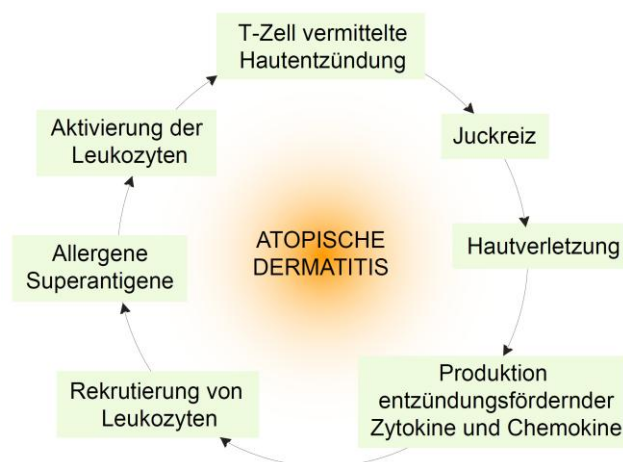 T-Zell vermittelte
Hautentzündung
Juckreiz
Hautverletzung
Produktion
entzündungsfördernder
Zytokine und Chemokine
Rekrutierung von
Leukozyten
Allergene
Superantigene
Aktivierung der
Leukozyten
ATOPISCHE
DERMATITIS